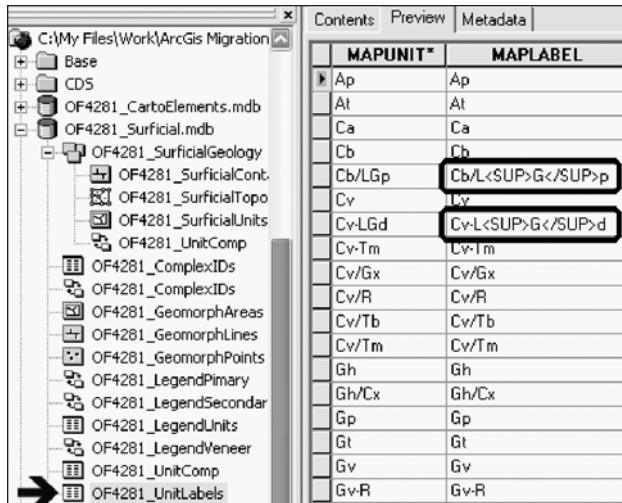 C:\My Files\Work\ArcGis Migration
Base
CDS
OF4281_CartoElements.mdb
OF4281_Surficial.mdb
OF4281_SurficialGeology
OF4281_SurficialCont
OF4281_SurficialTopo
OF4281_SurficialUnits
OF4281_UnitComp
OF4281_ComplexIDs
OF4281_ComplexIDs
OF4281_GeomorphAreas
OF4281_GeomorphLines
OF4281_GeomorphPoints
OF4281_LegendPimary
OF4281_LegendSecondar
OF4281_LegendUnits
OF4281_LegendVeneer
OF4281_UnitComp
OF4281_UnitLabels
Contents Preview Metadata
MAPUNIT* MAPLABEL
Ap Ap
At At
Ca Ca
Cb Cb
Cb/LGp Cb/L<SUP>G</SUP>p
Cv Cv
Cv-LGd Cv-L<SUP>G</SUP>d
Cv-Tm Cv-Tm
Cv/Gx Cv/Gx
Cv/R Cv/R
Cv/Tb Cv/Tb
Cv/Tm Cv/Tm
Gh Gh
Gh/Cx Gh/Cx
Gp Gp
Gt Gt
Gv Gv
Gv-R Gv-R